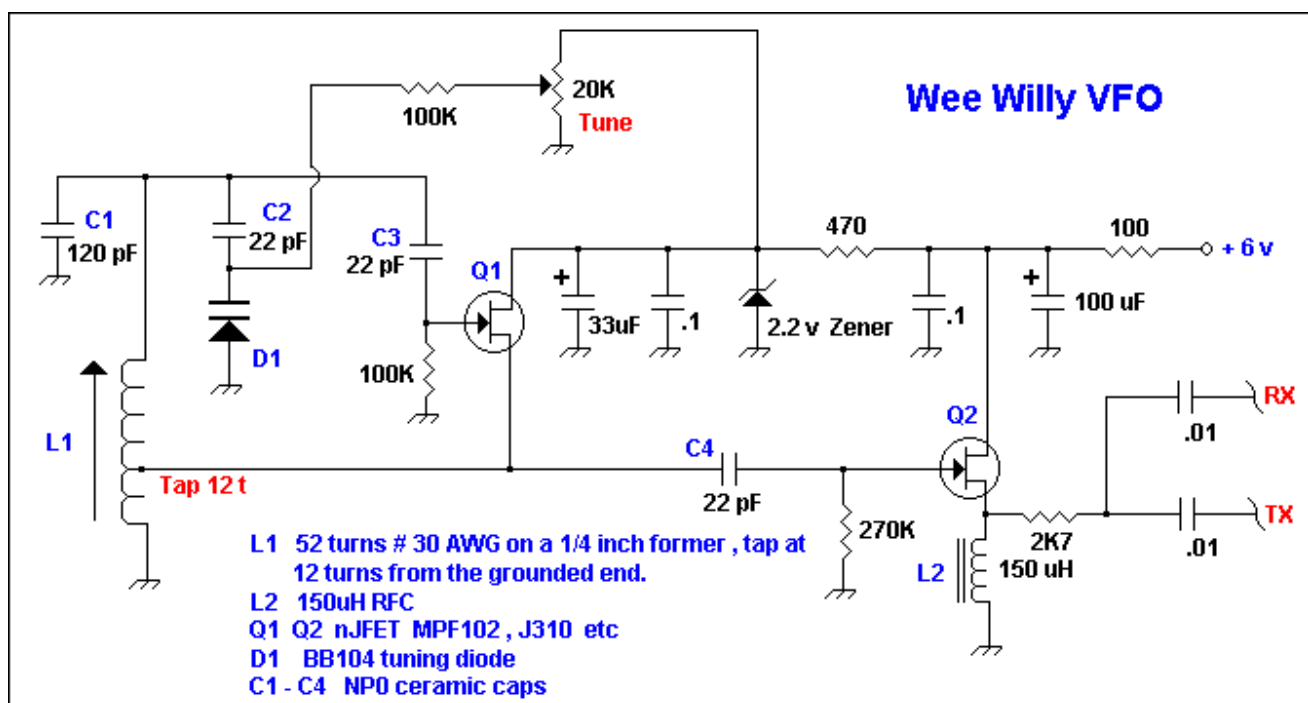 Wee Willy VFO
20K
Tune
100K
C1
120 pF
C2
22 pF
C3
22 pF
Q1
470
100
+ 6 v
+
33uF
.1
2.2 v Zener
.1
+
100 uF
D1
100K
L1
Tap 12 t
C4
22 pF
270K
Q2
RX
.01
TX
.01
2K7
L2
150 uH
L1 52 turns # 30 AWG on a 1/4 inch former , tap at
12 turns from the grounded end.
L2 150uH RFC
Q1 Q2 nJFET MPF102 , J310 etc
D1 BB104 tuning diode
C1 - C4 NP0 ceramic caps